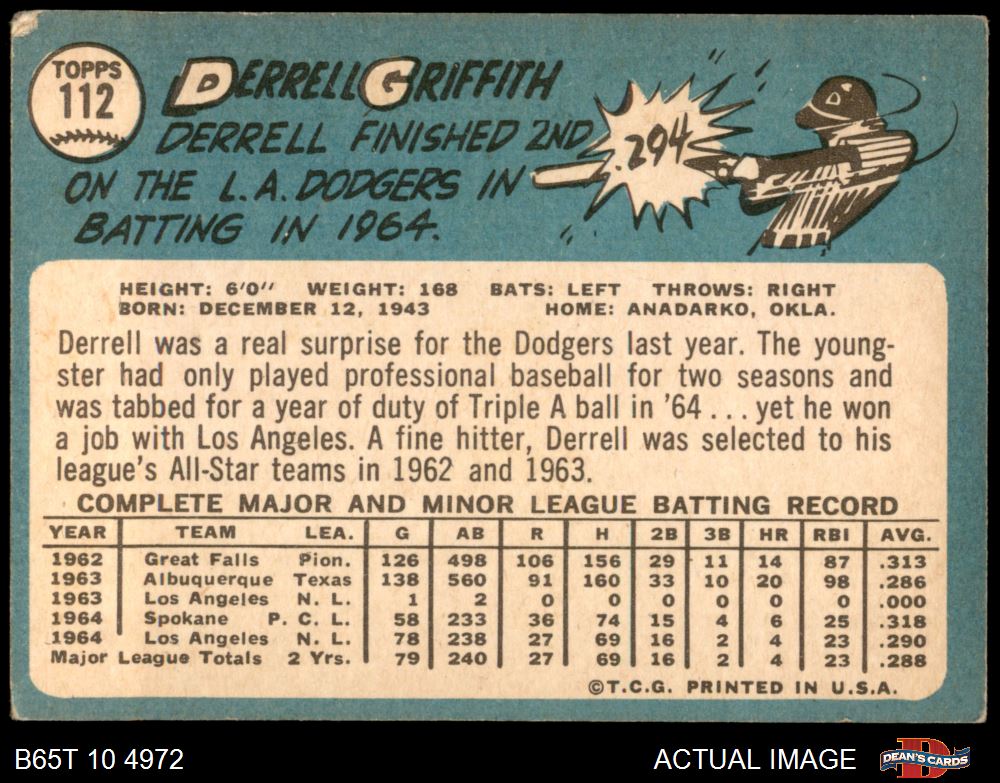 TOPPS
112
DERRELL GRIFFITH
DERRELL FINISHED 2ND
ON THE L.A. DODGERS IN
BATTING IN 1964.
.294
HEIGHT: 6'0" WEIGHT: 168 BATS: LEFT THROWS: RIGHT
BORN: DECEMBER 12, 1943 HOME: ANADARKO, OKLA.
Derrell was a real surprise for the Dodgers last year. The young-
ster had only played professional baseball for two seasons and
was tabbed for a year of duty of Triple A ball in '64 ... yet he won
a job with Los Angeles. A fine hitter, Derrell was selected to his
league's All-Star teams in 1962 and 1963.
COMPLETE MAJOR AND MINOR LEAGUE BATTING RECORD
YEAR TEAM LEA. G AB R H 2B 3B HR RBI AVG.
1962 Great Falls Pion. 126 498 106 156 29 11 14 87 .313
1963 Albuquerque Texas 138 560 91 160 33 10 20 98 .286
1963 Los Angeles N. L. 1 2 0 0 0 0 0 0 .000
1964 Spokane P. C. L. 58 233 36 74 15 4 6 25 .318
1964 Los Angeles N. L. 78 238 27 69 16 2 4 23 .290
Major League Totals 2 Yrs. 79 240 27 69 16 2 4 23 .288
©T.C.G. PRINTED IN U.S.A.
B65T 10 4972 ACTUAL IMAGE DEAN'S CARDS